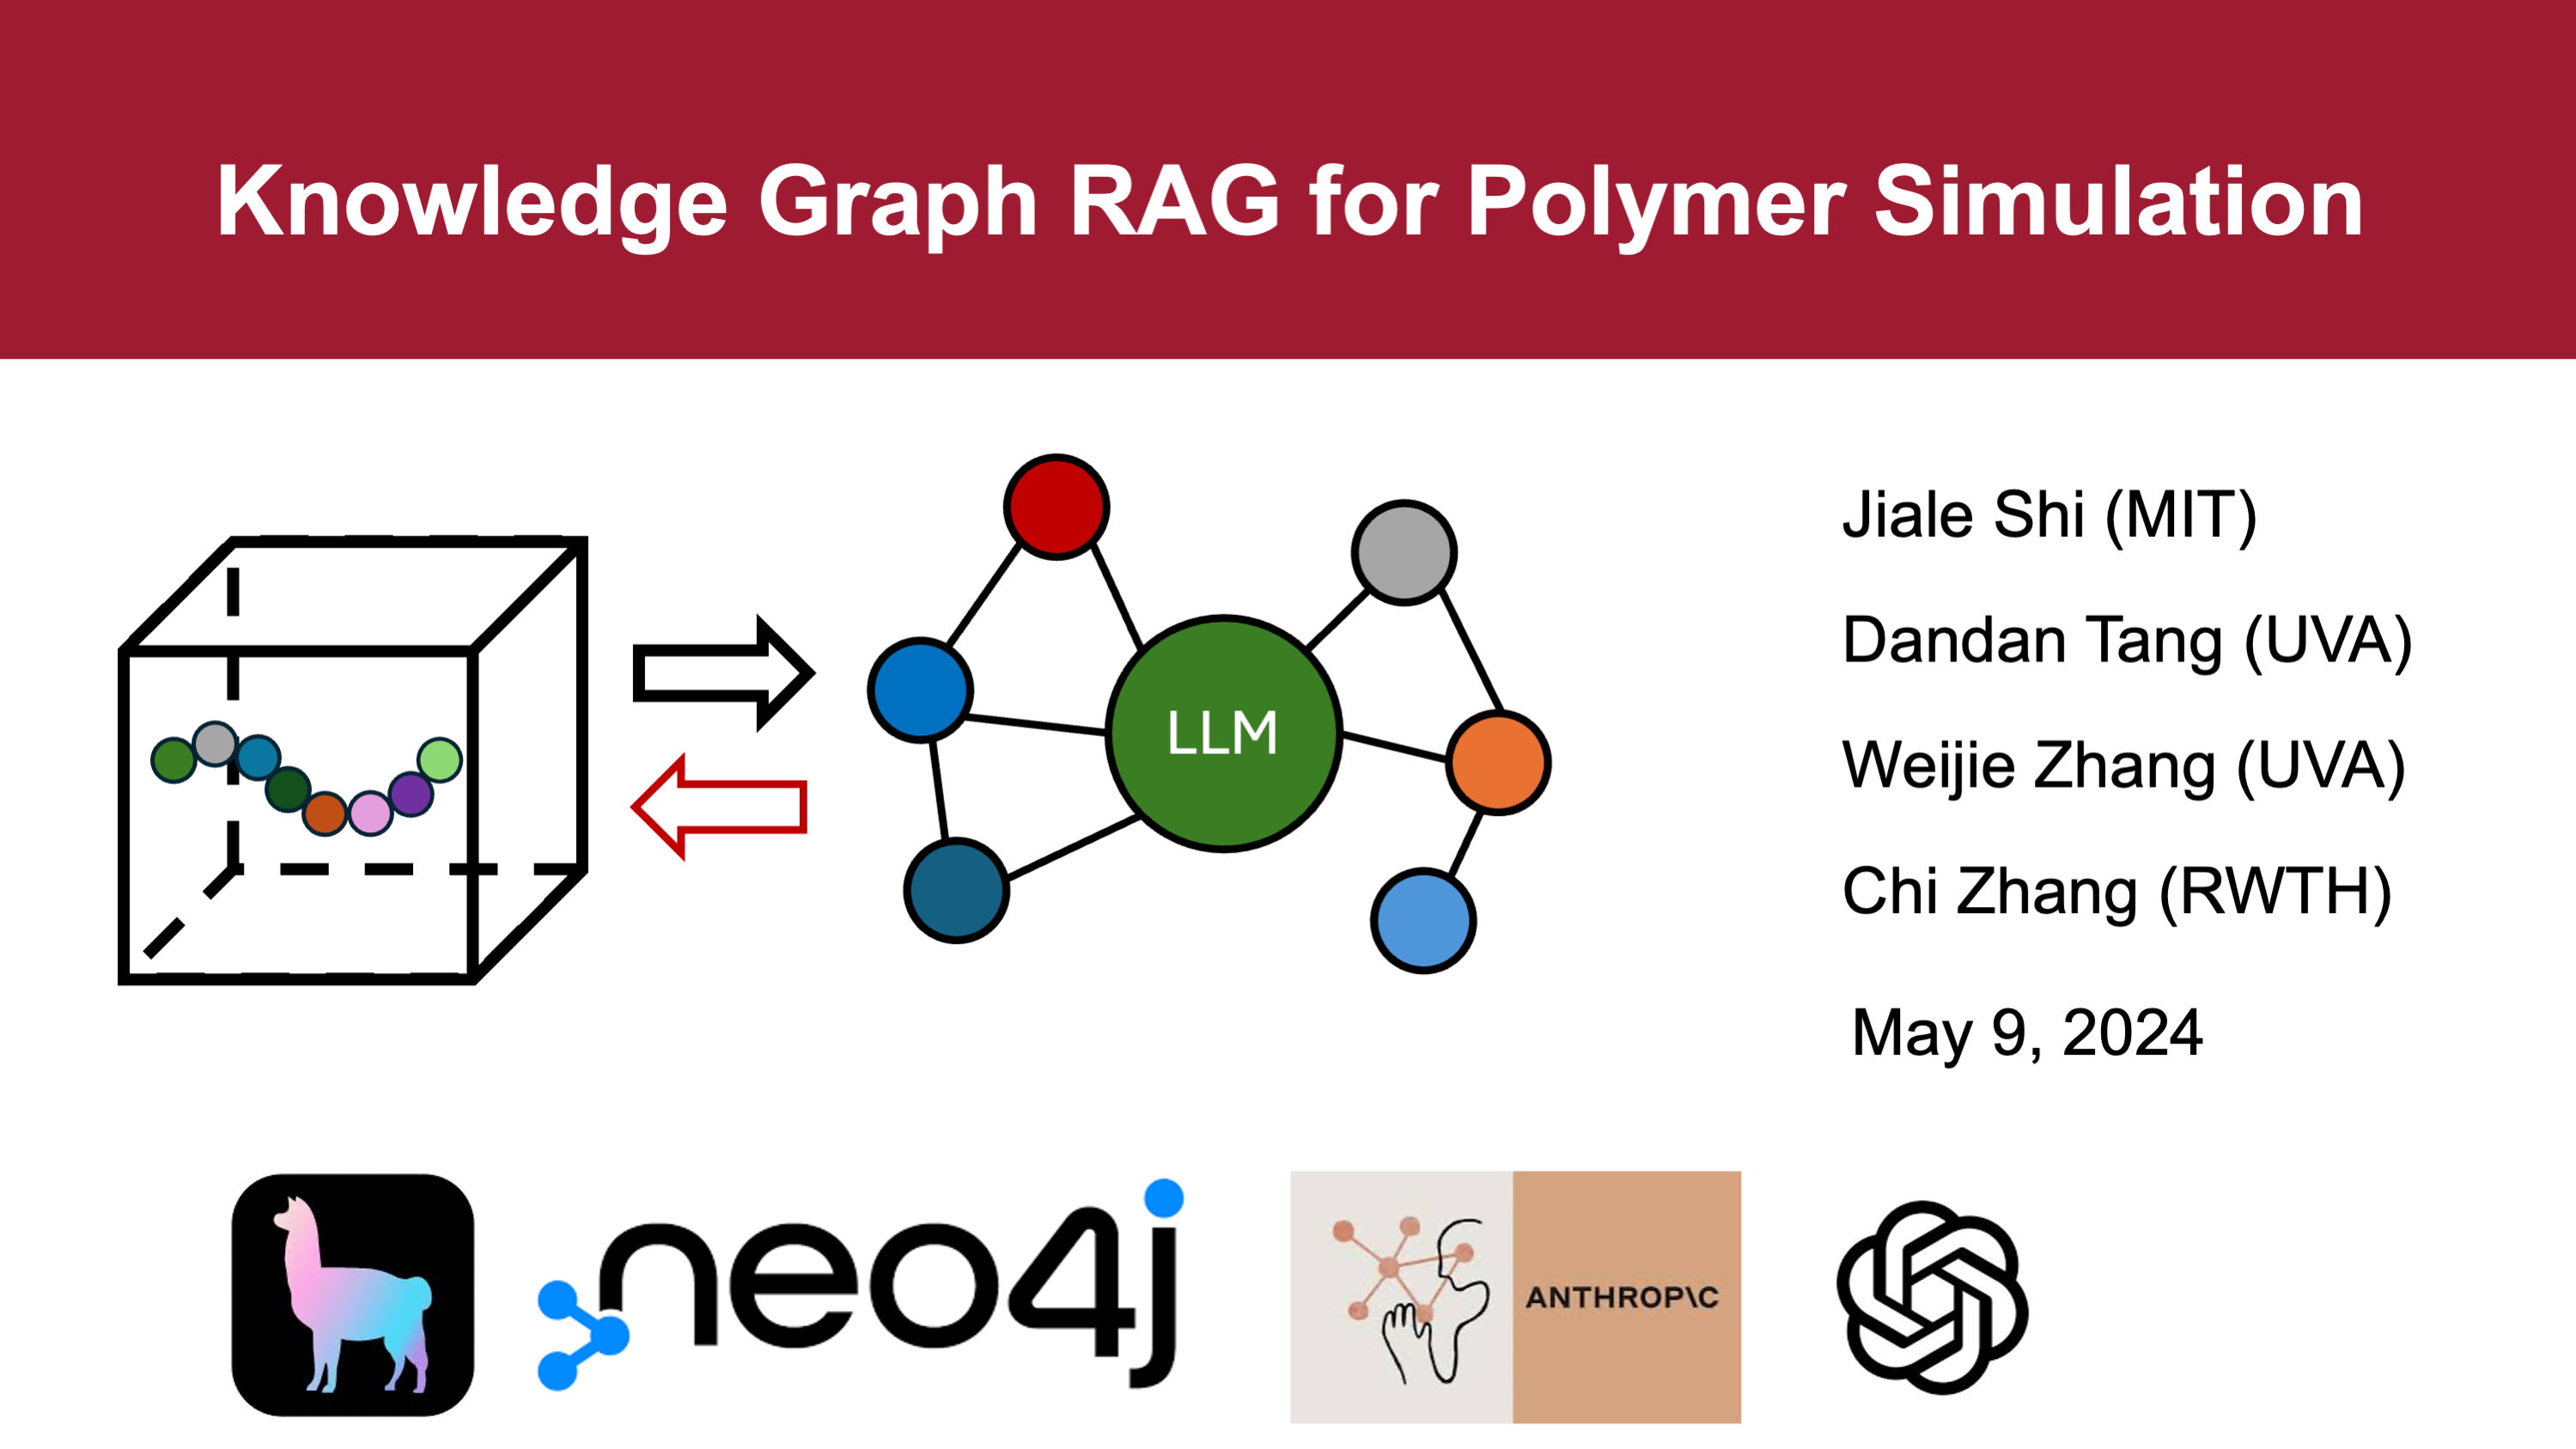 Knowledge Graph RAG for Polymer Simulation
LLM
Jiale Shi (MIT)
Dandan Tang (UVA)
Weijie Zhang (UVA)
Chi Zhang (RWTH)
May 9, 2024
neo4j
ANTHROP\C